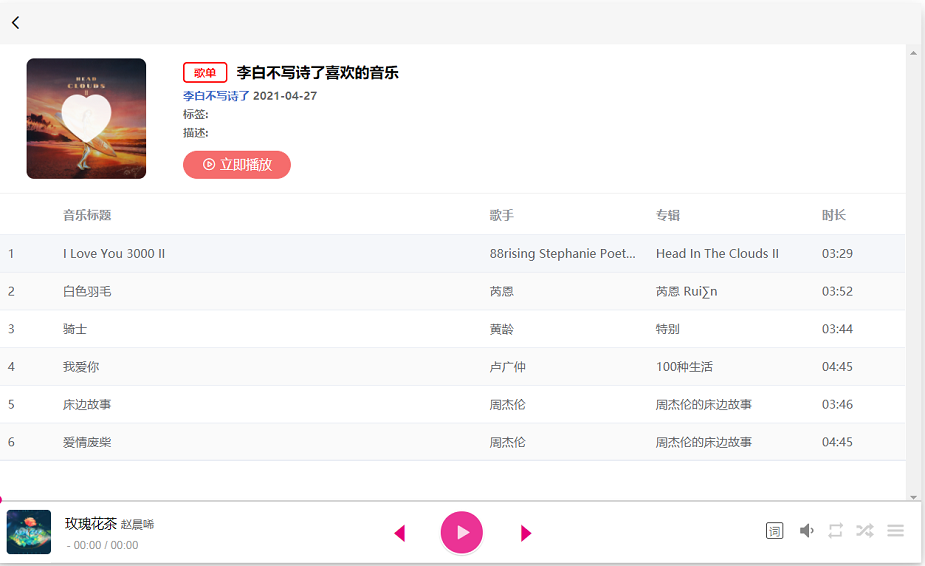 HEAD
CLOUDS
II
歌单 李白不写诗了喜欢的音乐
李白不写诗了 2021-04-27
标签:
描述:
立即播放
音乐标题 歌手 专辑 时长
1 I Love You 3000 II 88rising Stephanie Poet... Head In The Clouds II 03:29
2 白色羽毛 芮恩 芮恩 Rui∑n 03:52
3 骑士 黄龄 特别 03:44
4 我爱你 卢广仲 100种生活 04:45
5 床边故事 周杰伦 周杰伦的床边故事 03:46
6 爱情废柴 周杰伦 周杰伦的床边故事 04:45
玫瑰花茶 赵晨晞
- 00:00 / 00:00
词